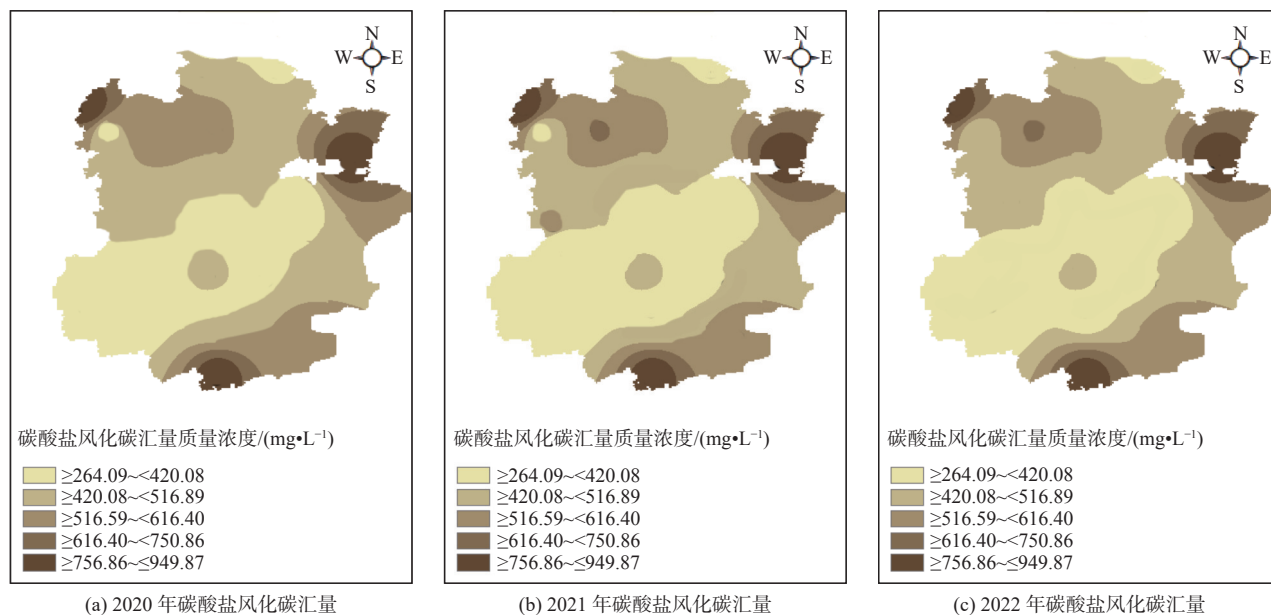 N
W E
S
碳酸盐风化碳汇量质量浓度/(mg•L⁻¹)
≥264.09~<420.08
≥420.08~<516.89
≥516.59~<616.40
≥616.40~<750.86
≥756.86~≤949.87
(a) 2020 年碳酸盐风化碳汇量
N
W E
S
碳酸盐风化碳汇量质量浓度/(mg•L⁻¹)
≥264.09~<420.08
≥420.08~<516.89
≥516.59~<616.40
≥616.40~<750.86
≥756.86~≤949.87
(b) 2021 年碳酸盐风化碳汇量
N
W E
S
碳酸盐风化碳汇量质量浓度/(mg•L⁻¹)
≥264.09~<420.08
≥420.08~<516.89
≥516.59~<616.40
≥616.40~<750.86
≥756.86~≤949.87
(c) 2022 年碳酸盐风化碳汇量